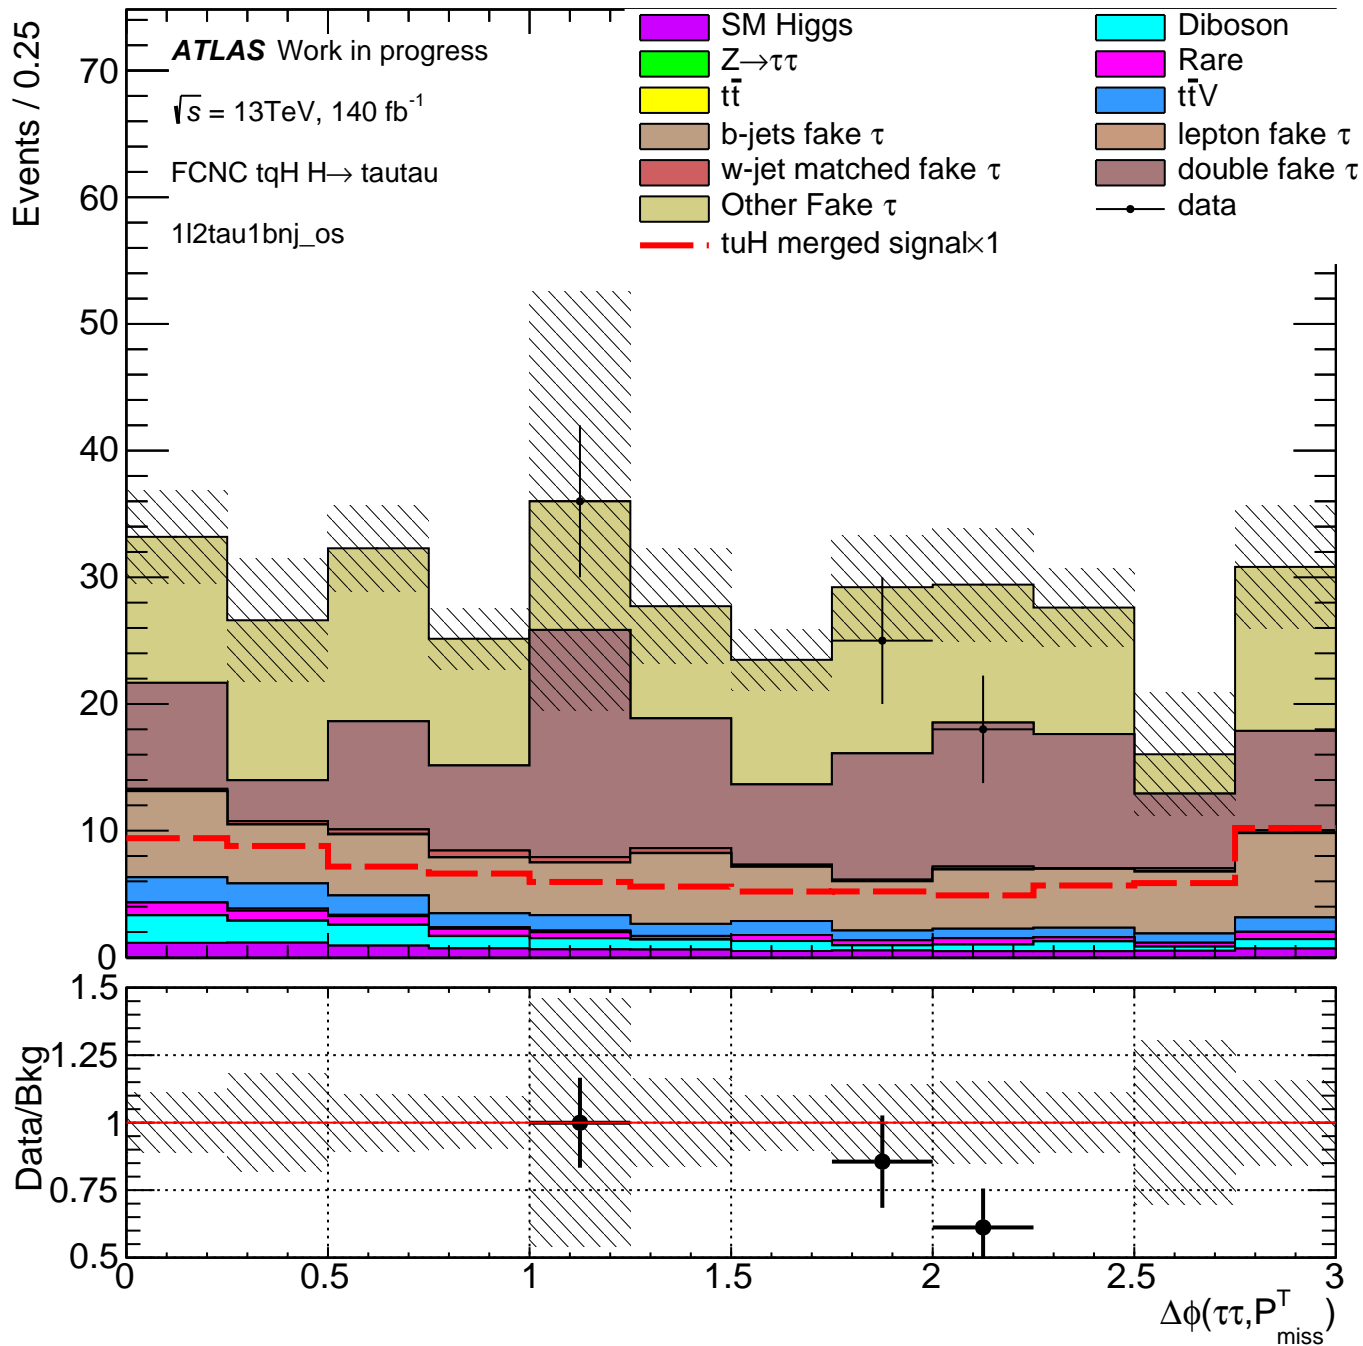 Events / 0.25
70
60
50
40
30
20
10
0
ATLAS Work in progress
√s = 13TeV, 140 fb⁻¹
FCNC tqH H→ tautau
1l2tau1bnj_os
SM Higgs
Z→ττ
tt̄
b-jets fake τ
w-jet matched fake τ
Other Fake τ
tuH merged signal×1
Diboson
Rare
tt̄V
lepton fake τ
double fake τ
data
Data/Bkg
1.5
1.25
1
0.75
0.5
0 0.5 1 1.5 2 2.5 3
Δϕ(ττ,P^T_miss)